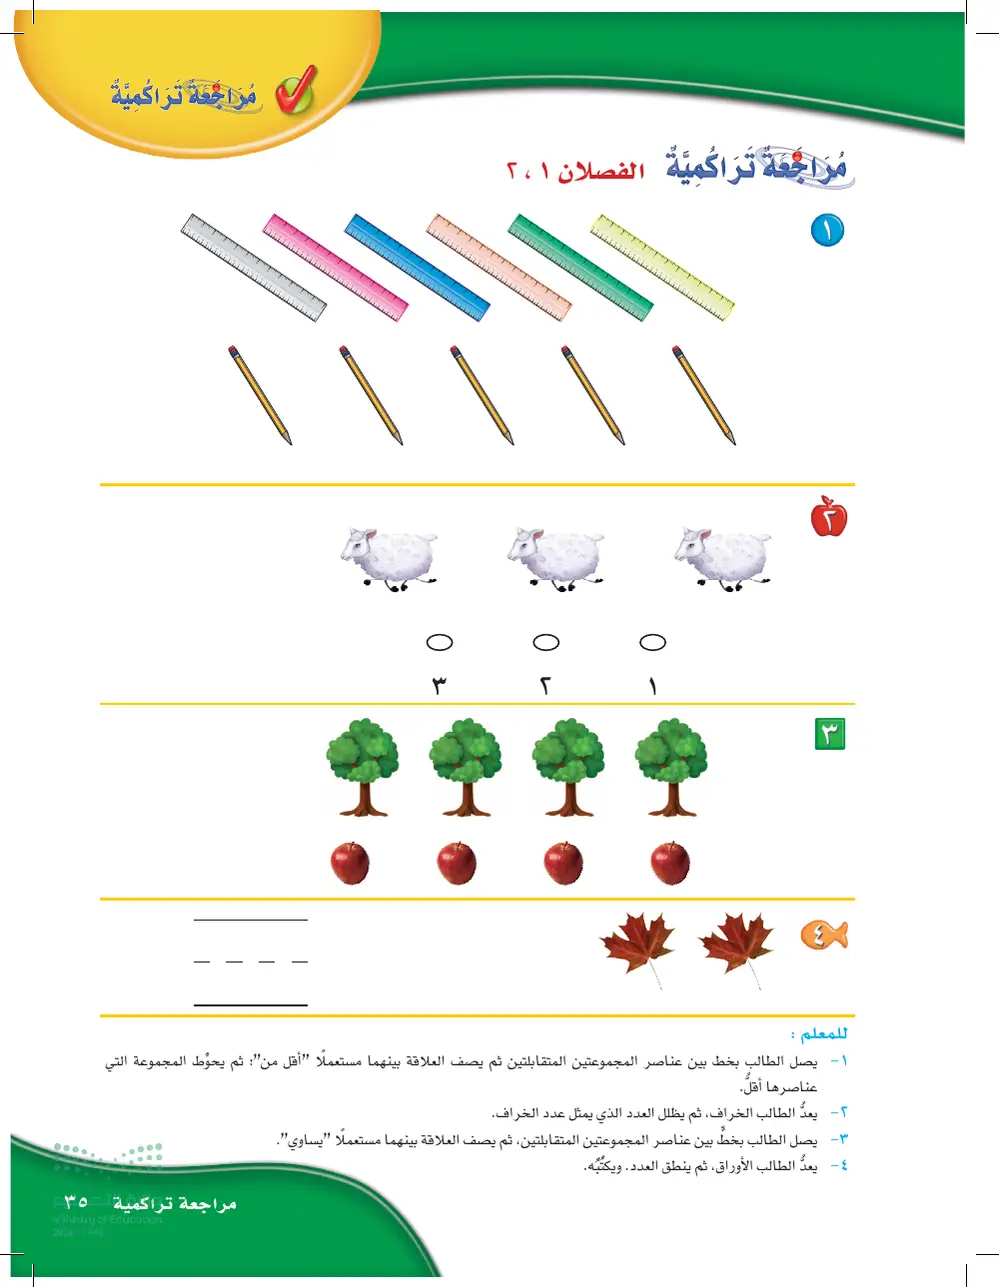 مُرَاجَعَةٌ تَرَاكُمِيَّةٌ
مُرَاجَعَةٌ تَرَاكُمِيَّةٌ الفصلان ١ ، ٢
١
٢
١ ٢ ٣
٣
٤
للمعلم :
١- يصل الطالب بخط بين عناصر المجموعتين المتقابلتين ثم يصف العلاقة بينهما مستعملًا ”أقل من”؛ ثم يحوِّط المجموعة التي
عناصرها أقلُّ.
٢- يعدُّ الطالب الخراف، ثم يظلل العدد الذي يمثل عدد الخراف.
٣- يصل الطالب بخطٍّ بين عناصر المجموعتين المتقابلتين، ثم يصف العلاقة بينهما مستعملًا ”يساوي”.
٤- يعدُّ الطالب الأوراق، ثم ينطق العدد. ويكتُبُه.
مراجعة تراكمية ٣٥
Ministry of Education